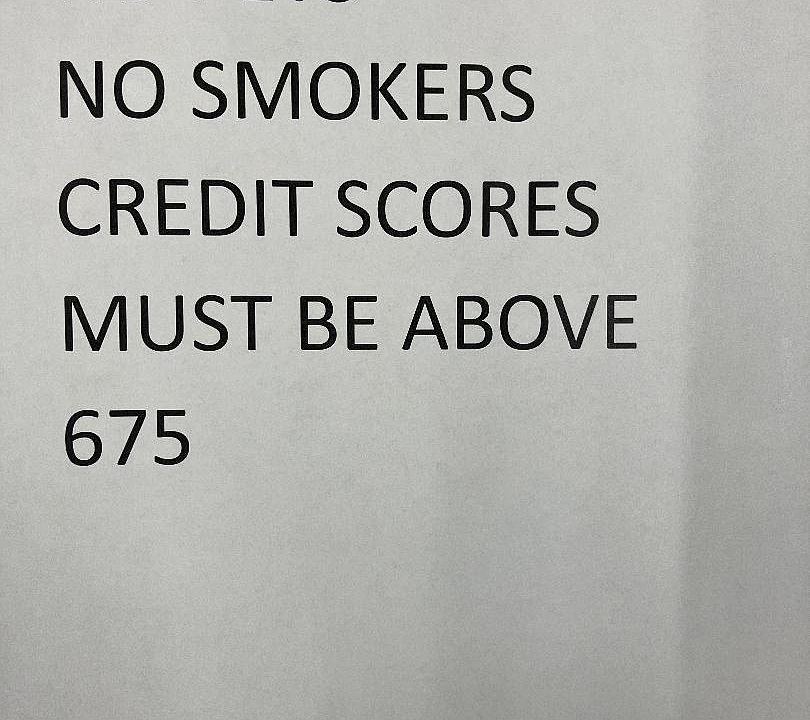 NO SMOKERS
CREDIT SCORES
MUST BE ABOVE
675